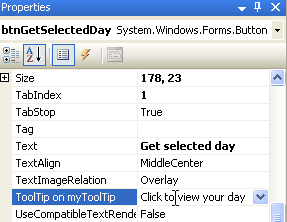 Properties
btnGetSelectedDay System.Windows.Forms.Button
Size 178, 23
TabIndex 1
TabStop True
Tag
Text Get selected day
TextAlign MiddleCenter
TextImageRelation Overlay
ToolTip on myToolTip Click to view your day
UseCompatibleTextRende False